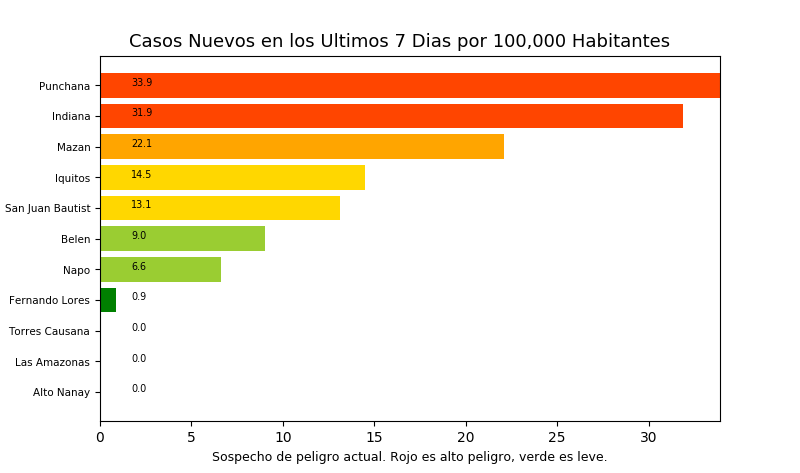 Casos Nuevos en los Ultimos 7 Dias por 100,000 Habitantes
Punchana 33.9
Indiana 31.9
Mazan 22.1
Iquitos 14.5
San Juan Bautist 13.1
Belen 9.0
Napo 6.6
Fernando Lores 0.9
Torres Causana 0.0
Las Amazonas 0.0
Alto Nanay 0.0
0 5 10 15 20 25 30
Sospecho de peligro actual. Rojo es alto peligro, verde es leve.